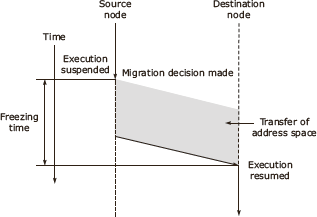 Source
node
Destination
node
Time
Execution
suspended
Migration decision made
Freezing
time
Transfer of
address space
Execution
resumed